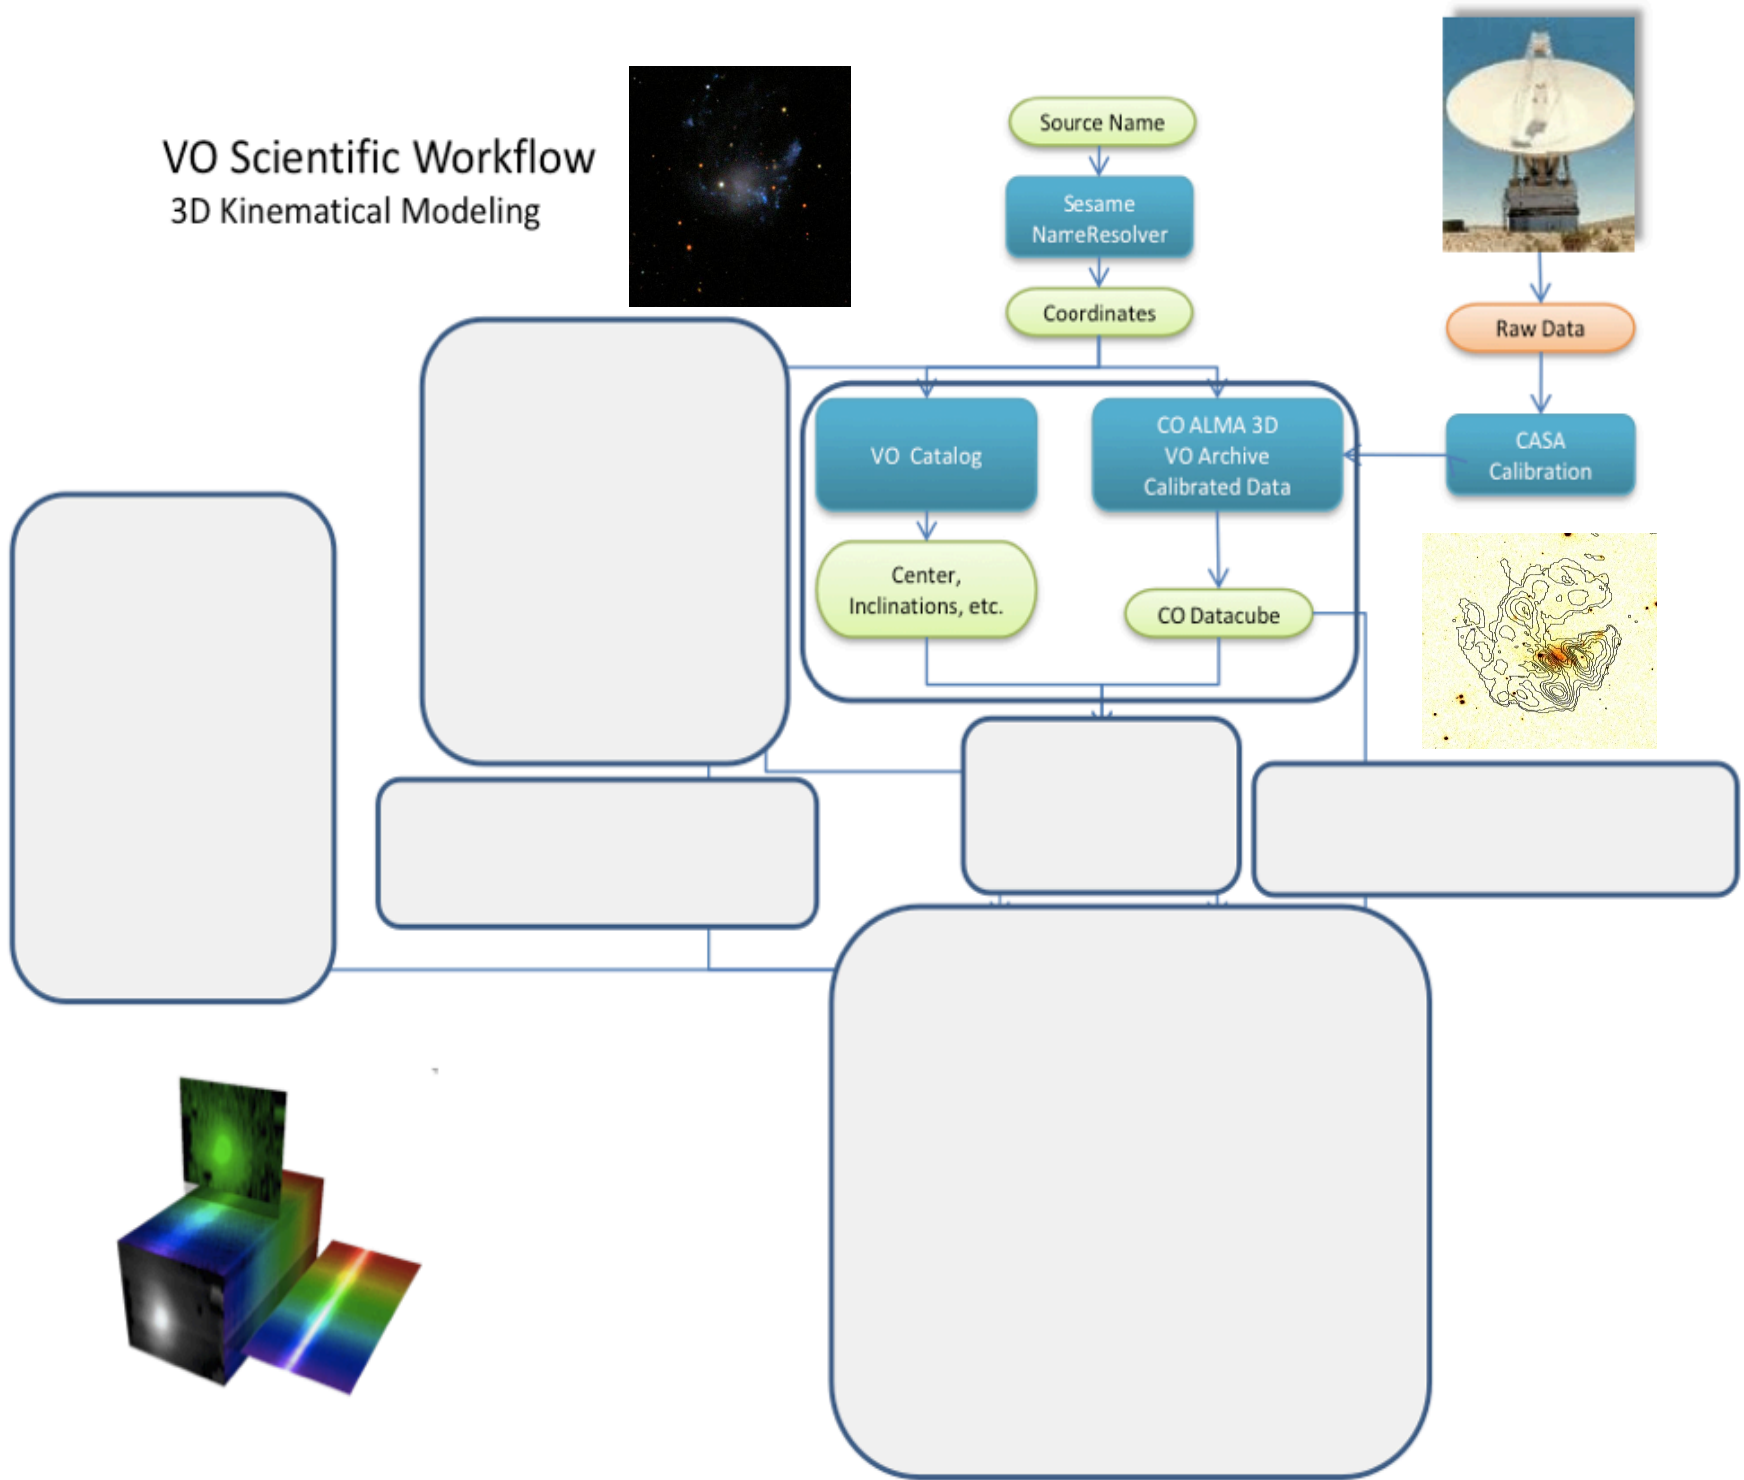 VO Scientific Workflow
3D Kinematical Modeling
Source Name
Sesame
NameResolver
Coordinates
Raw Data
VO Catalog
CO ALMA 3D
VO Archive
Calibrated Data
CASA
Calibration
Center,
Inclinations, etc.
CO Datacube